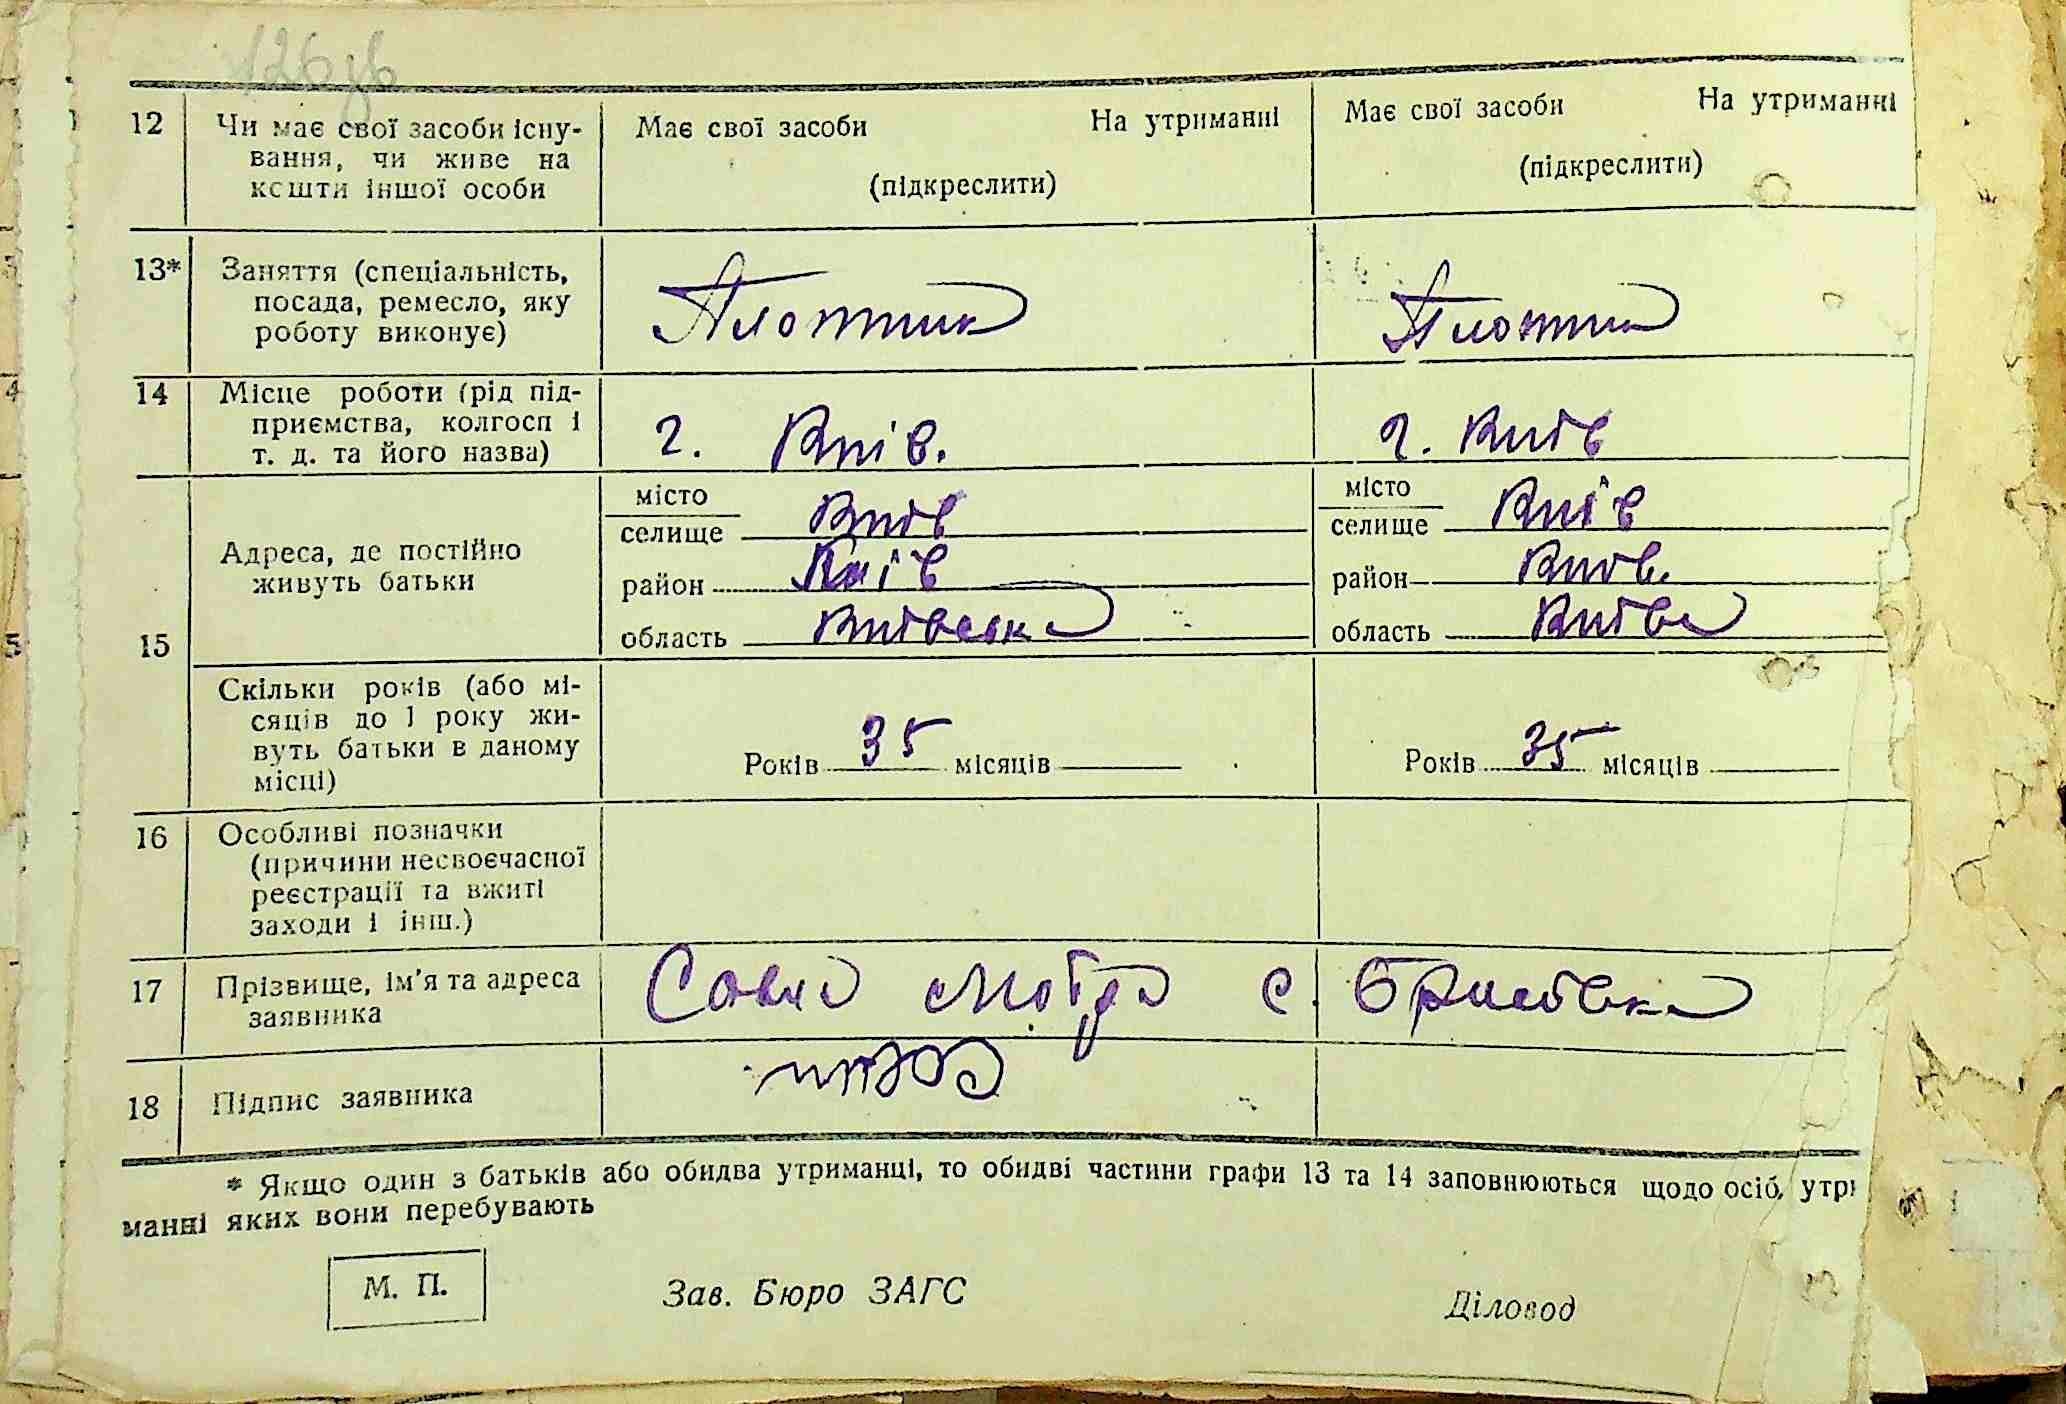 126 зв
12 Чи має свої засоби існу- Має свої засоби На утриманні Має свої засоби На утриманні
вання, чи живе на
кошти іншої особи (підкреслити) (підкреслити)
13* Заняття (спеціальність,
посада, ремесло, яку Плотник Плотник
роботу виконує)
14 Місце роботи (рід під-
приємства, колгосп і г. Київ. г. Київ
т. д. та його назва)
місто Київ місто Київ
селище селище
Адреса, де постійно
живуть батьки район Київ район Київ.
15 область Київська область Київська
Скільки років (або мі-
сяців до 1 року жи-
вуть батьки в даному Років 35 місяців Років 35 місяців
місці)
16 Особливі позначки
(причини несвоєчасної
реєстрації та вжиті
заходи і інш.)
17 Прізвище, ім'я та адреса Савча Мотря с.
заявника
18 Підпис заявника
* Якщо один з батьків або обидва утриманці, то обидві частини графи 13 та 14 заповнюються щодо осіб, утри
манні яких вони перебувають
М. П. Зав. Бюро ЗАГС Діловод